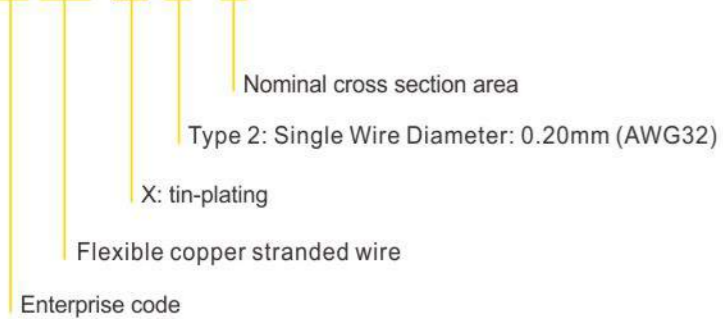 Nominal cross section area
Type 2: Single Wire Diameter: 0.20mm (AWG32)
X: tin-plating
Flexible copper stranded wire
Enterprise code